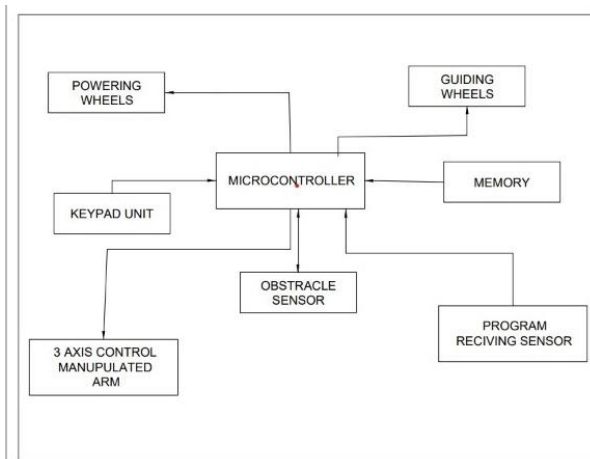 POWERING
WHEELS
GUIDING
WHEELS
MICROCONTROLLER
MEMORY
KEYPAD UNIT
OBSTRACLE
SENSOR
PROGRAM
RECIVING SENSOR
3 AXIS CONTROL
MANUPULATED
ARM